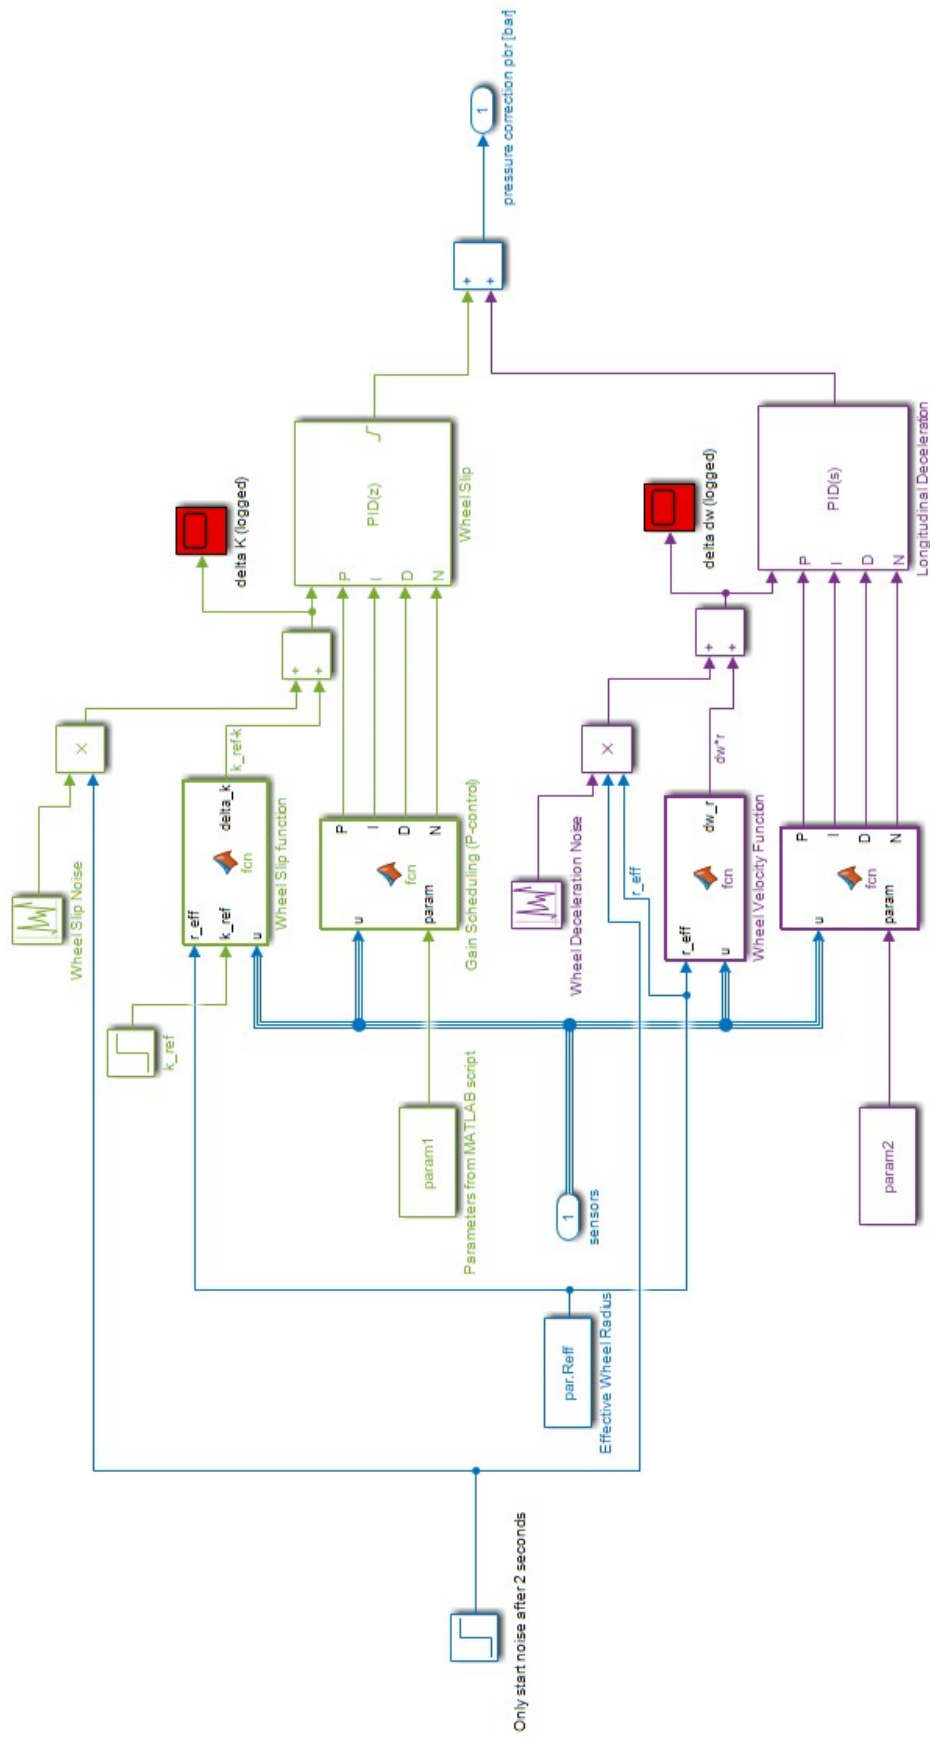 Only start noise after 2 seconds
Wheel Slip Noise
×
k_ref
r_eff
k_ref
u
delta_k
fcn
Wheel Slip function
k_ref-k
+
+
delta K (logged)
param1
Parameters from MATLAB script
u
param
fcn
P
I
D
N
Gain Scheduling (P-control)
P
I
D
N
PID(z)
Wheel Slip
+
+
1
pressure correction pbr [bar]
par.Reff
Effective Wheel Radius
1
sensors
Wheel Deceleration Noise
×
r_eff
r_eff
u
dw_r
fcn
Wheel Velocity Function
dw*r
+
+
delta dw (logged)
param2
u
param
fcn
P
I
D
N
P
I
D
N
PID(s)
Longitudinal Deceleration